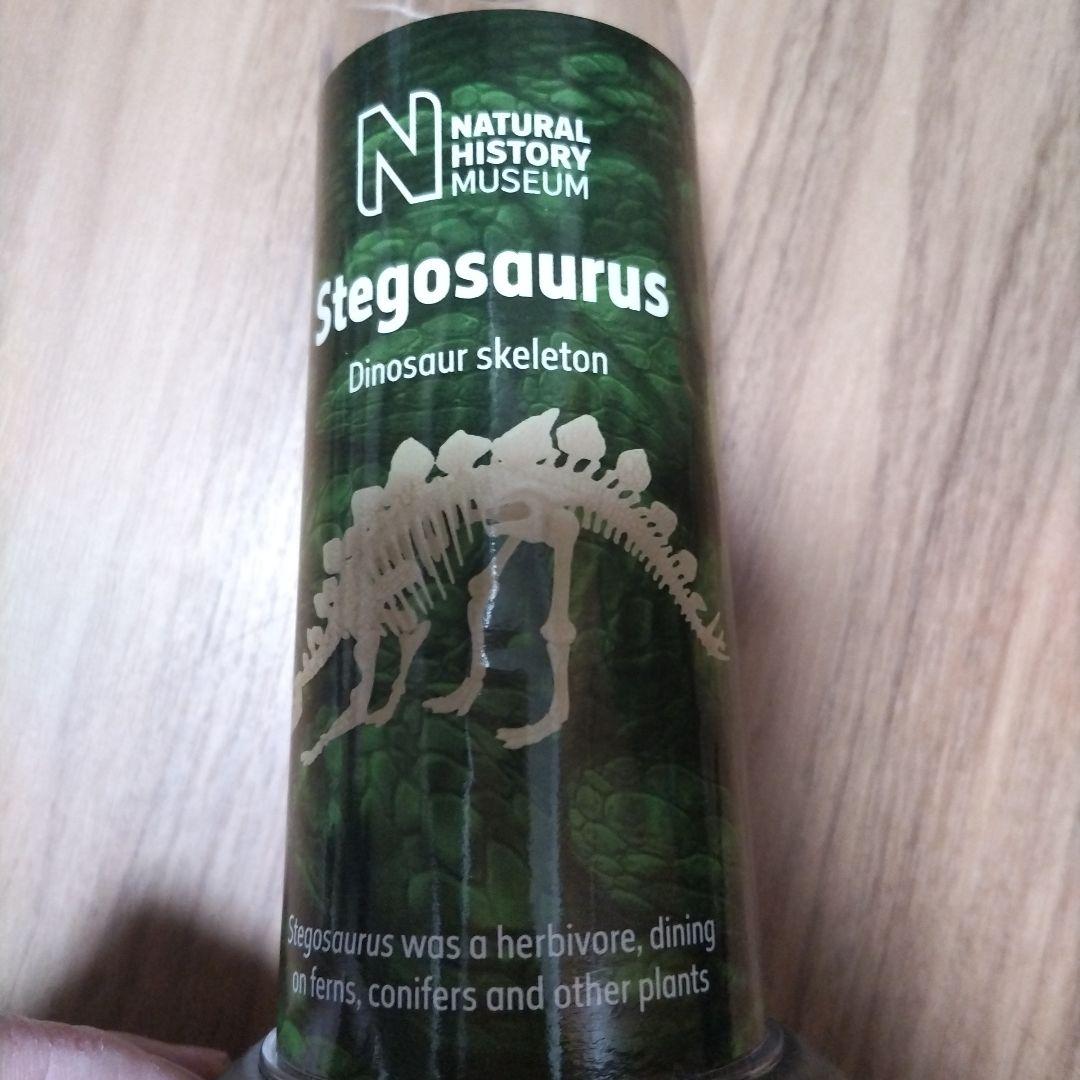 N
NATURAL
HISTORY
MUSEUM
Stegosaurus
Dinosaur skeleton
Stegosaurus was a herbivore, dining
on ferns, conifers and other plants